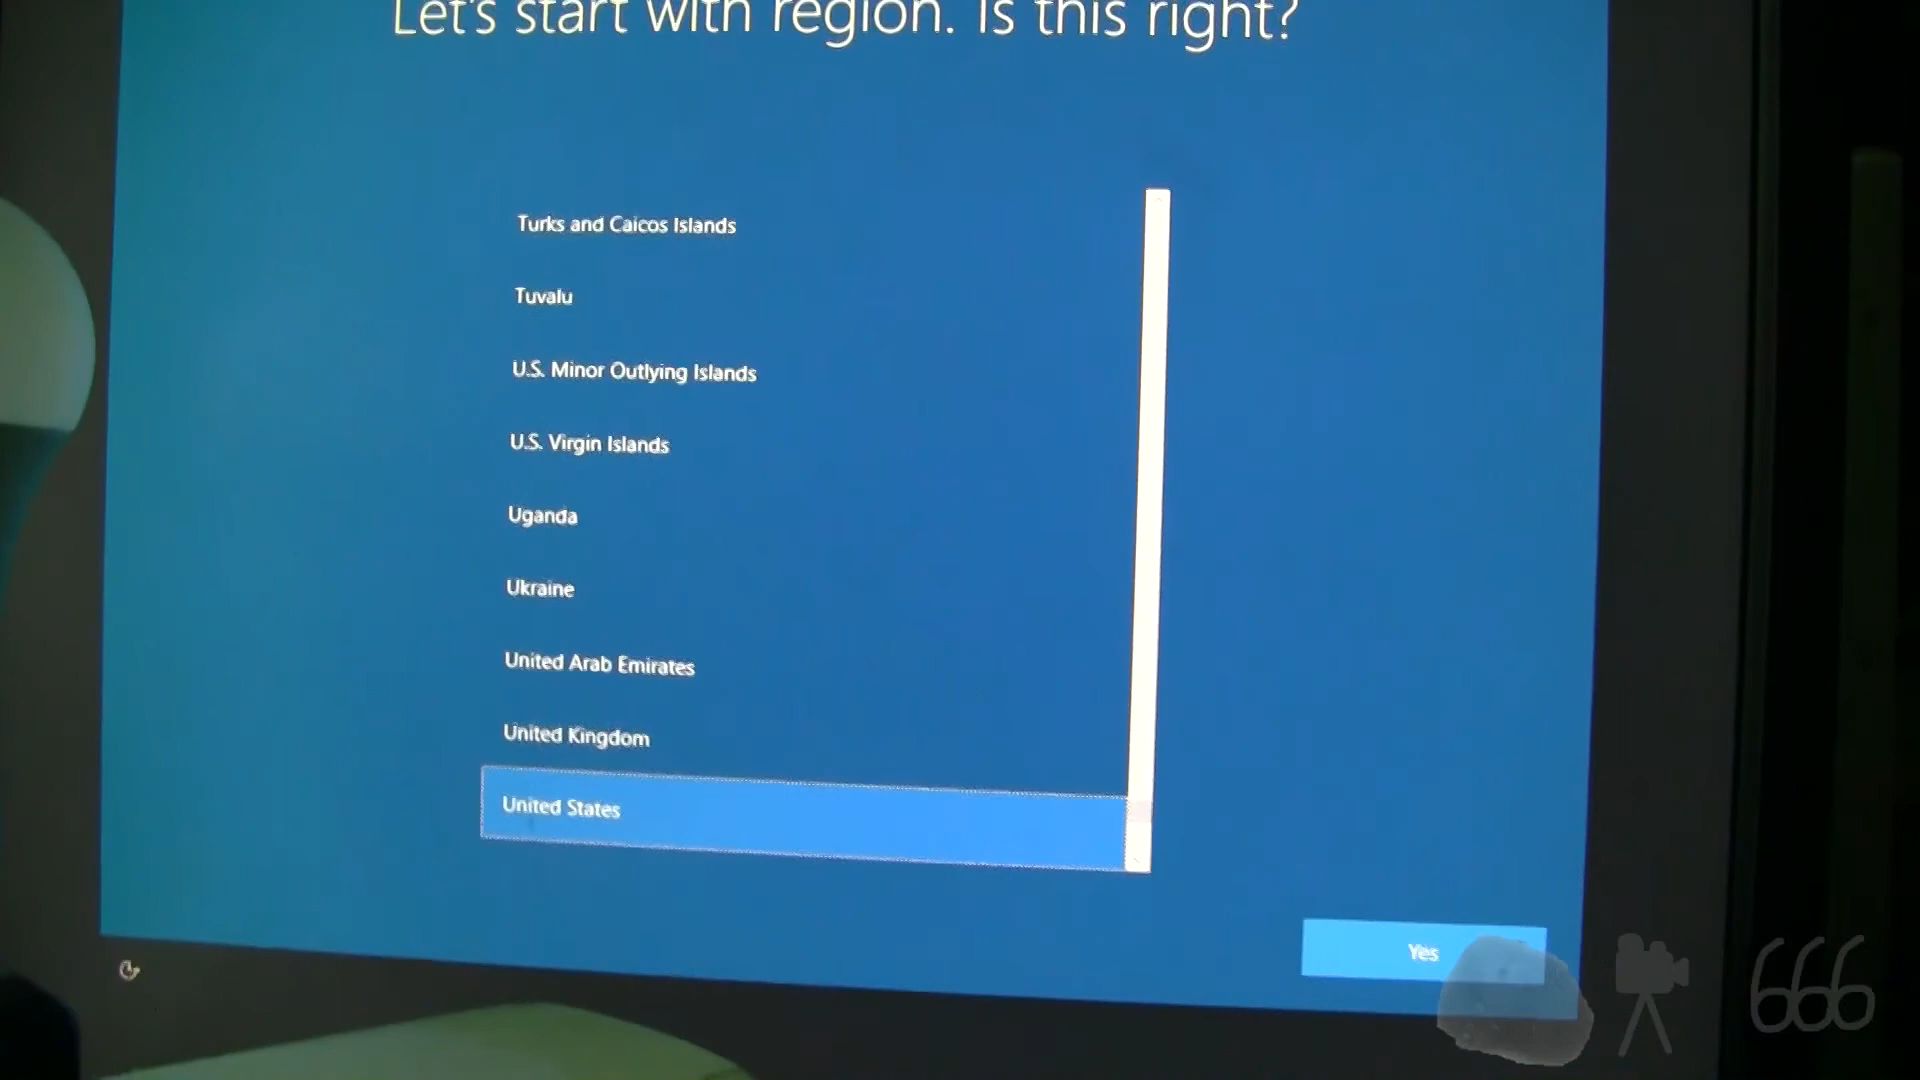 Let's start with region. Is this right?
Turks and Caicos Islands
Tuvalu
U.S. Minor Outlying Islands
U.S. Virgin Islands
Uganda
Ukraine
United Arab Emirates
United Kingdom
United States
Yes
666